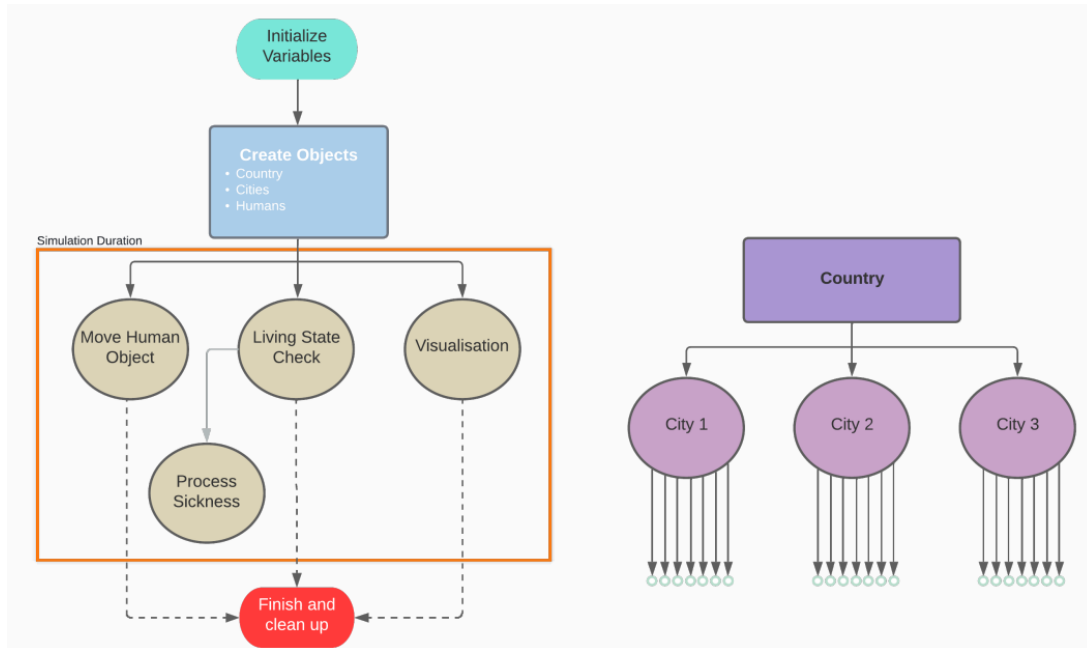 Initialize
Variables
Create Objects
• Country
• Cities
• Humans
Simulation Duration
Move Human
Object
Living State
Check
Visualisation
Process
Sickness
Finish and
clean up
Country
City 1
City 2
City 3